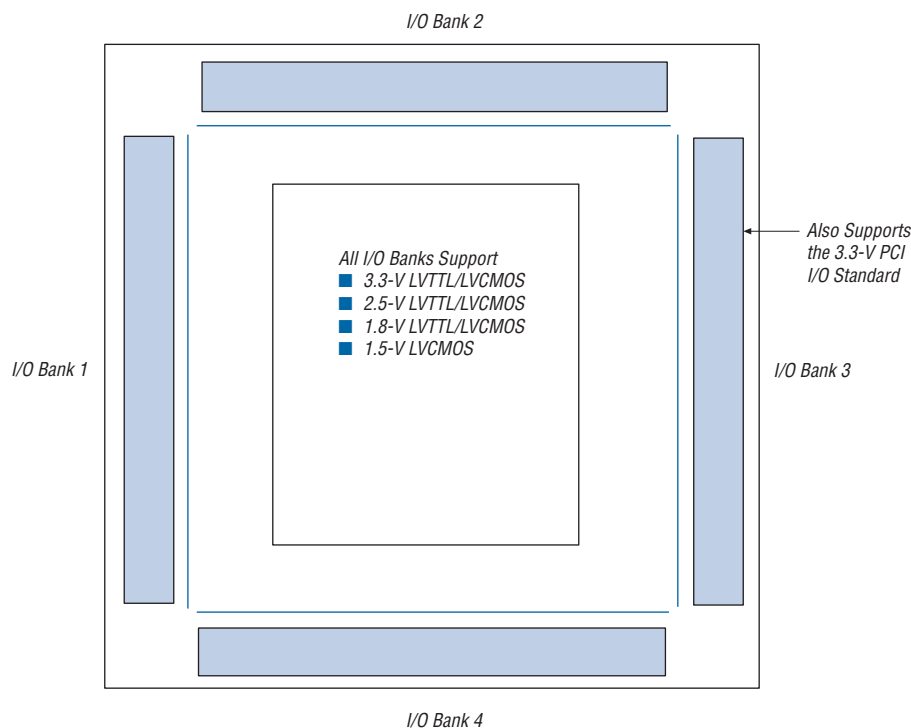 I/O Bank 2
Also Supports
the 3.3-V PCI
I/O Standard
All I/O Banks Support
■ 3.3-V LVTTL/LVCMOS
■ 2.5-V LVTTL/LVCMOS
■ 1.8-V LVTTL/LVCMOS
■ 1.5-V LVCMOS
I/O Bank 1
I/O Bank 3
I/O Bank 4